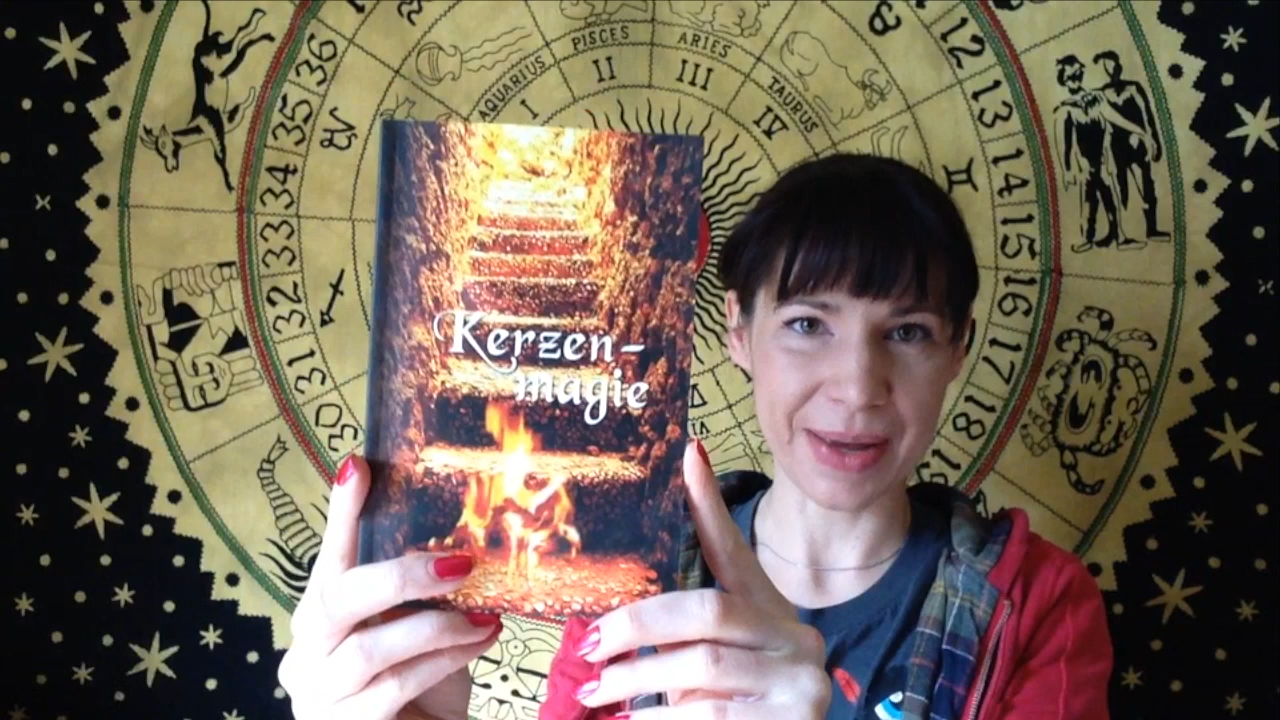 PISCES
ARIES
AQUARIUS
TAURUS
I
II
III
IV
12
13
14
15
16
17
18
19
36
35
34
33
32
31
30
Kerzen-
magie